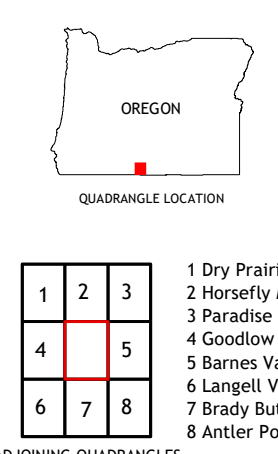 OREGON
QUADRANGLE LOCATION
1 2 3
4 5
6 7 8
1 Dry Prairi
2 Horsefly
3 Paradise
4 Goodlow
5 Barnes Va
6 Langell V
7 Brady But
8 Antler Po
ADJOINING QUADRANGLES